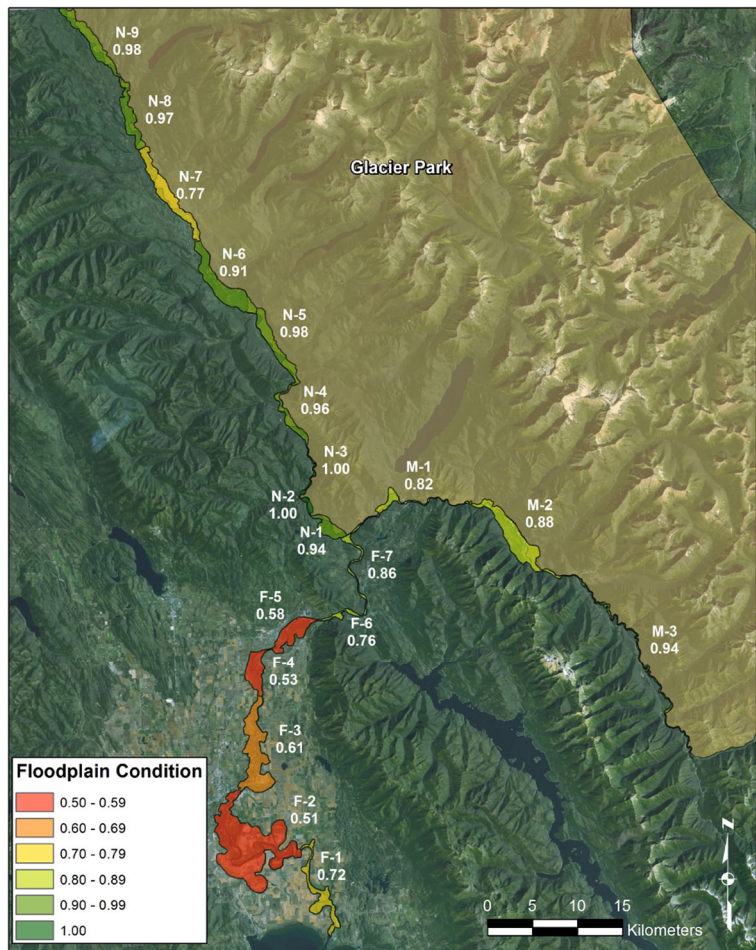 N-9
0.98
N-8
0.97
Glacier Park
N-7
0.77
N-6
0.91
N-5
0.98
N-4
0.96
N-3
1.00
M-1
0.82
N-2
1.00
M-2
0.88
N-1
0.94
F-7
0.86
F-5
0.58
F-6
0.76
M-3
0.94
F-4
0.53
F-3
0.61
Floodplain Condition
0.50 - 0.59
0.60 - 0.69
0.70 - 0.79
0.80 - 0.89
0.90 - 0.99
1.00
F-2
0.51
F-1
0.72
N
0 5 10 15
Kilometers